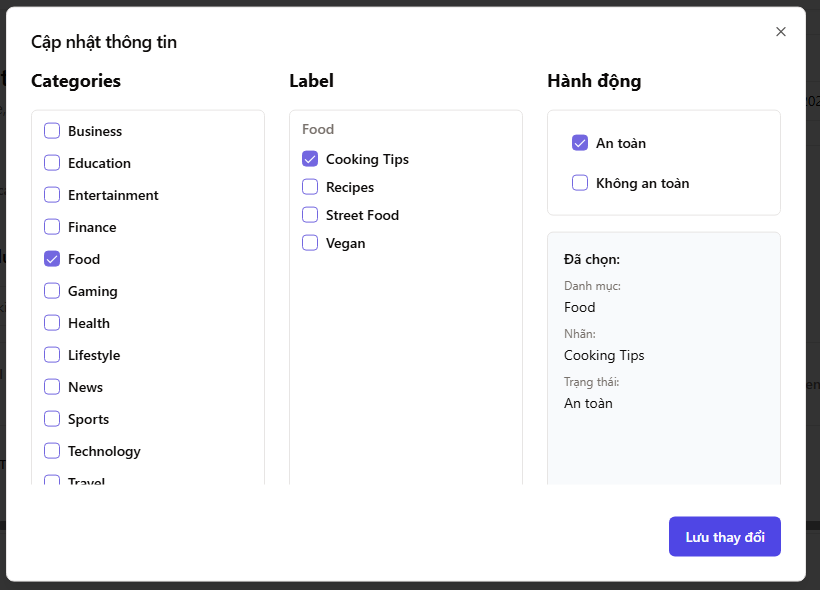 Cập nhật thông tin
Categories
Business
Education
Entertainment
Finance
Food
Gaming
Health
Lifestyle
News
Sports
Technology
Travel
Label
Food
Cooking Tips
Recipes
Street Food
Vegan
Hành động
An toàn
Không an toàn
Đã chọn:
Danh mục:
Food
Nhãn:
Cooking Tips
Trạng thái:
An toàn
Lưu thay đổi